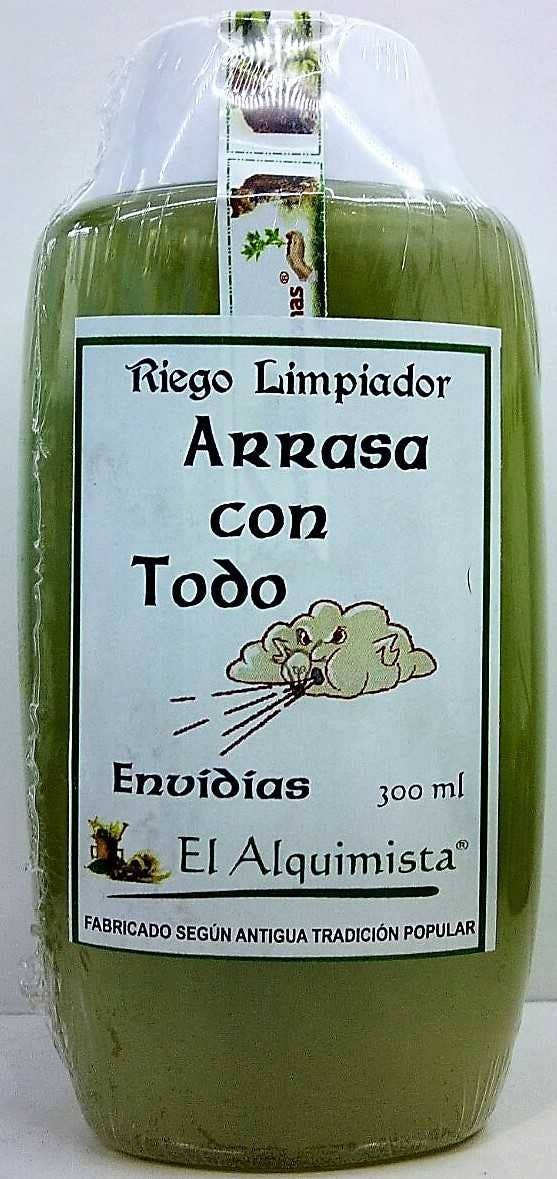 Riego Limpiador
Arrasa
con
Todo
Envidias 300 ml
El Alquimista®
FABRICADO SEGÚN ANTIGUA TRADICIÓN POPULAR